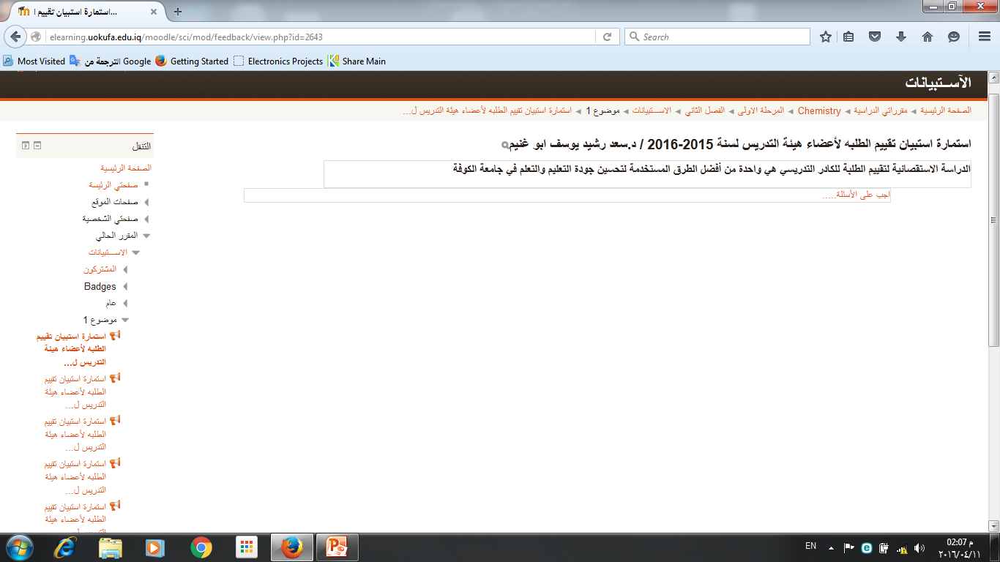 استمارة استبيان تقييم ا...
elearning.uokufa.edu.iq/moodle/sci/mod/feedback/view.php?id=2643
Search
Most Visited
الترجمة من Google
Getting Started
Electronics Projects
Share Main
الآســتبيانات
الصفحة الرئيسية ◄ مقرراتي الدراسية ◄ Chemistry ◄ المرحلة الاولى ◄ الفصل الثاني ◄ الاســـتبيانات ◄ موضوع 1 ◄ استمارة استبيان تقييم الطلبه لأعضاء هيئة التدريس ل...
استمارة استبيان تقييم الطلبه لأعضاء هيئة التدريس لسنة 2015-2016 / د.سعد رشيد يوسف ابو غنيم
الدراسة الاستقصائية لتقييم الطلبة للكادر التدريسي هي واحدة من أفضل الطرق المستخدمة لتحسين جودة التعليم والتعلم في جامعة الكوفة
اجب على الأسئلة.....
التنقل
الصفحة الرئيسية
صفحتي الرئيسة
صفحات الموقع
صفحتي الشخصية
المقرر الحالي
الاســـتبيانات
المشتركون
Badges
عام
موضوع 1
استمارة استبيان تقييم
الطلبه لأعضاء هيئة
التدريس ل...
استمارة استبيان تقييم
الطلبه لأعضاء هيئة
التدريس ل...
استمارة استبيان تقييم
الطلبه لأعضاء هيئة
التدريس ل...
استمارة استبيان تقييم
الطلبه لأعضاء هيئة
التدريس ل...
استمارة استبيان تقييم
الطلبه لأعضاء هيئة
EN
02:07 م
٢٠١٦/٠٤/١١